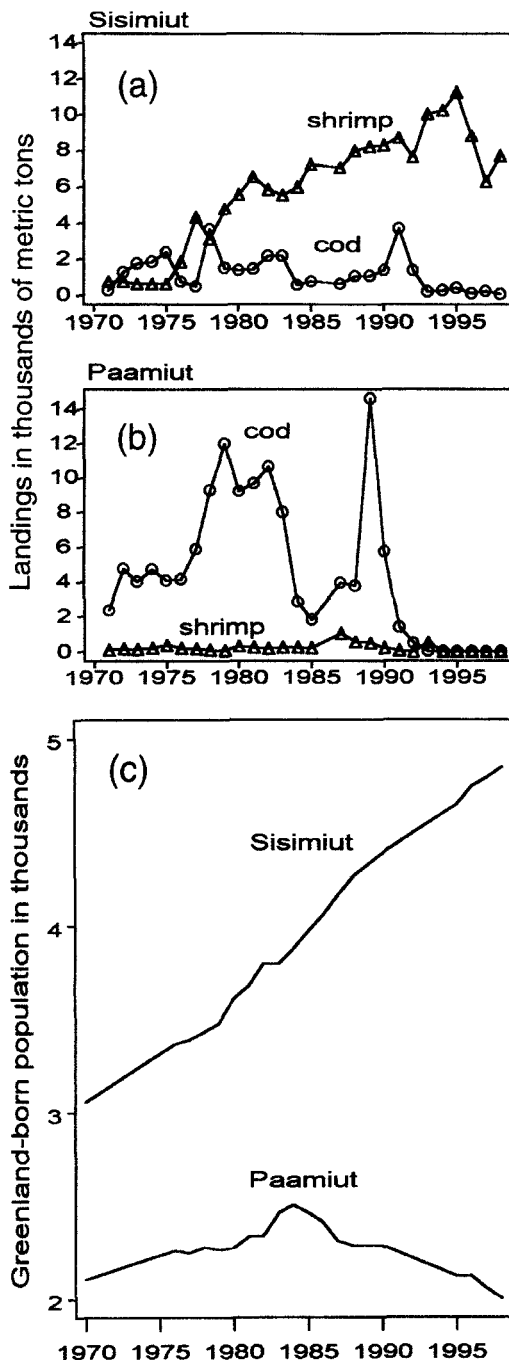 Sisimiut
14
12
10
8
6
4
2
0
(a)
shrimp
cod
1970 1975 1980 1985 1990 1995
Paamiut
14
12
10
8
6
4
2
0
(b)
cod
shrimp
1970 1975 1980 1985 1990 1995
Landings in thousands of metric tons
5
4
3
2
(c)
Sisimiut
Paamiut
1970 1975 1980 1985 1990 1995
Greenland-born population in thousands